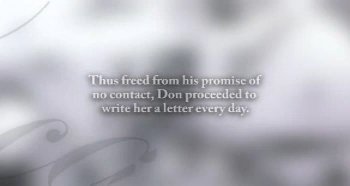 Thus freed from his promise of
no contact, Don proceeded to
write her a letter every day.